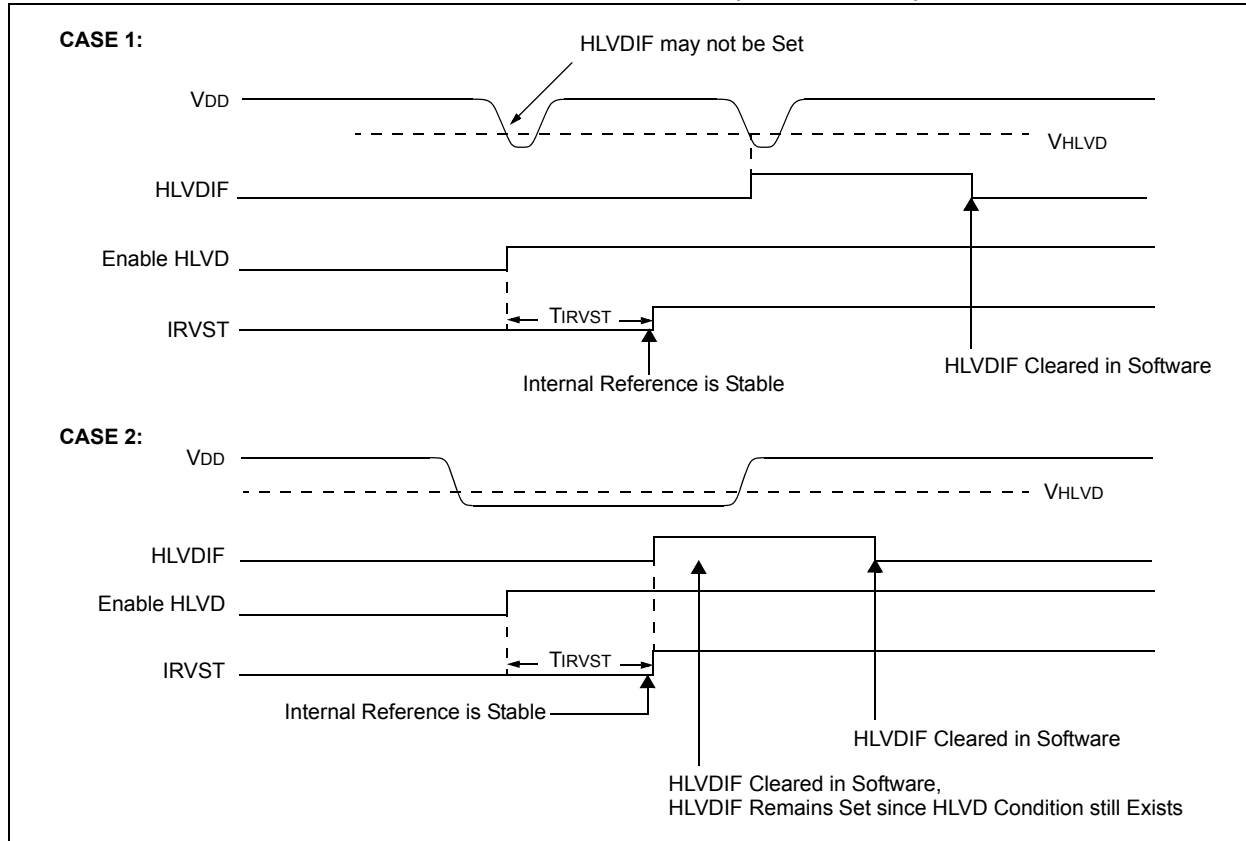 CASE 1:
HLVDIF may not be Set
VDD
VHLVD
HLVDIF
Enable HLVD
TIRVST
IRVST
HLVDIF Cleared in Software
Internal Reference is Stable
CASE 2:
VDD
VHLVD
HLVDIF
Enable HLVD
TIRVST
IRVST
Internal Reference is Stable
HLVDIF Cleared in Software
HLVDIF Cleared in Software,
HLVDIF Remains Set since HLVD Condition still Exists